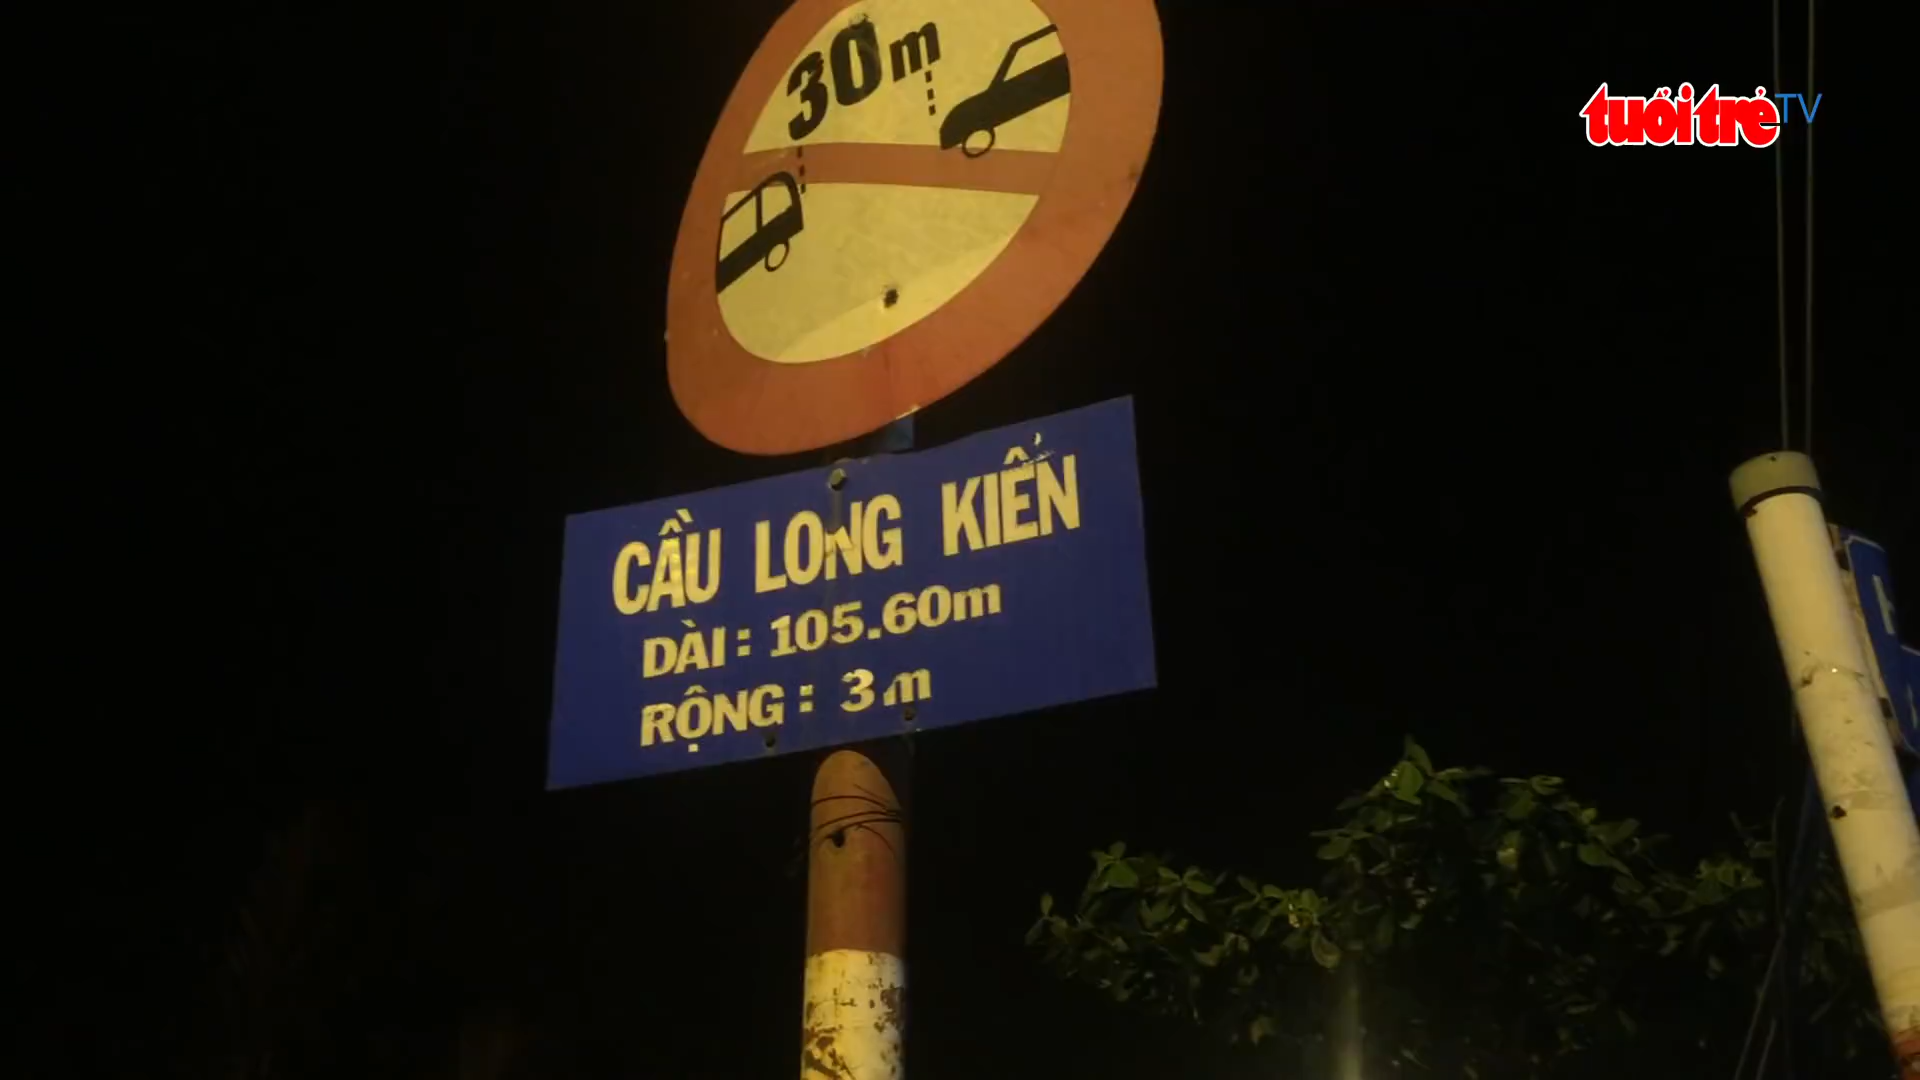 30m
tuổi trẻ TV
CẦU LONG KIẾN
DÀI : 105.60m
RỘNG : 3m